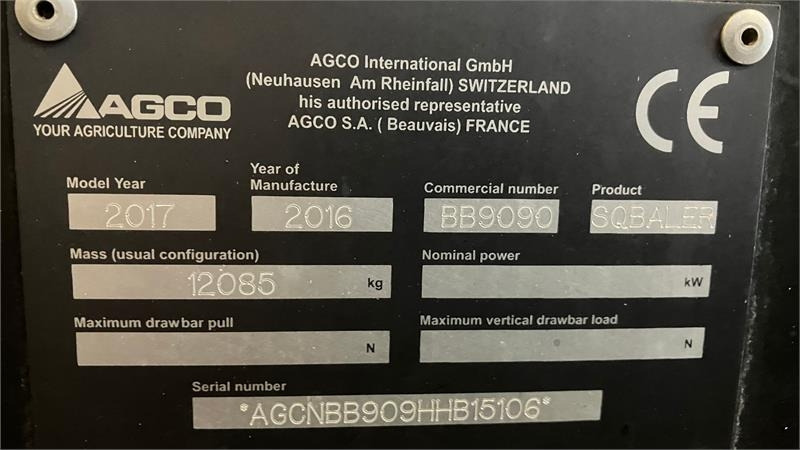 AGCO International GmbH
(Neuhausen Am Rheinfall) SWITZERLAND
his authorised representative
AGCO S.A. ( Beauvais) FRANCE
AGCO
YOUR AGRICULTURE COMPANY
CE
Model Year
Year of
Manufacture
Commercial number
Product
2017
2016
BB9090
SQBALER
Mass (usual configuration)
Nominal power
12085 kg
kW
Maximum drawbar pull
Maximum vertical drawbar load
N
N
Serial number
*AGCNBB909HHB15106*